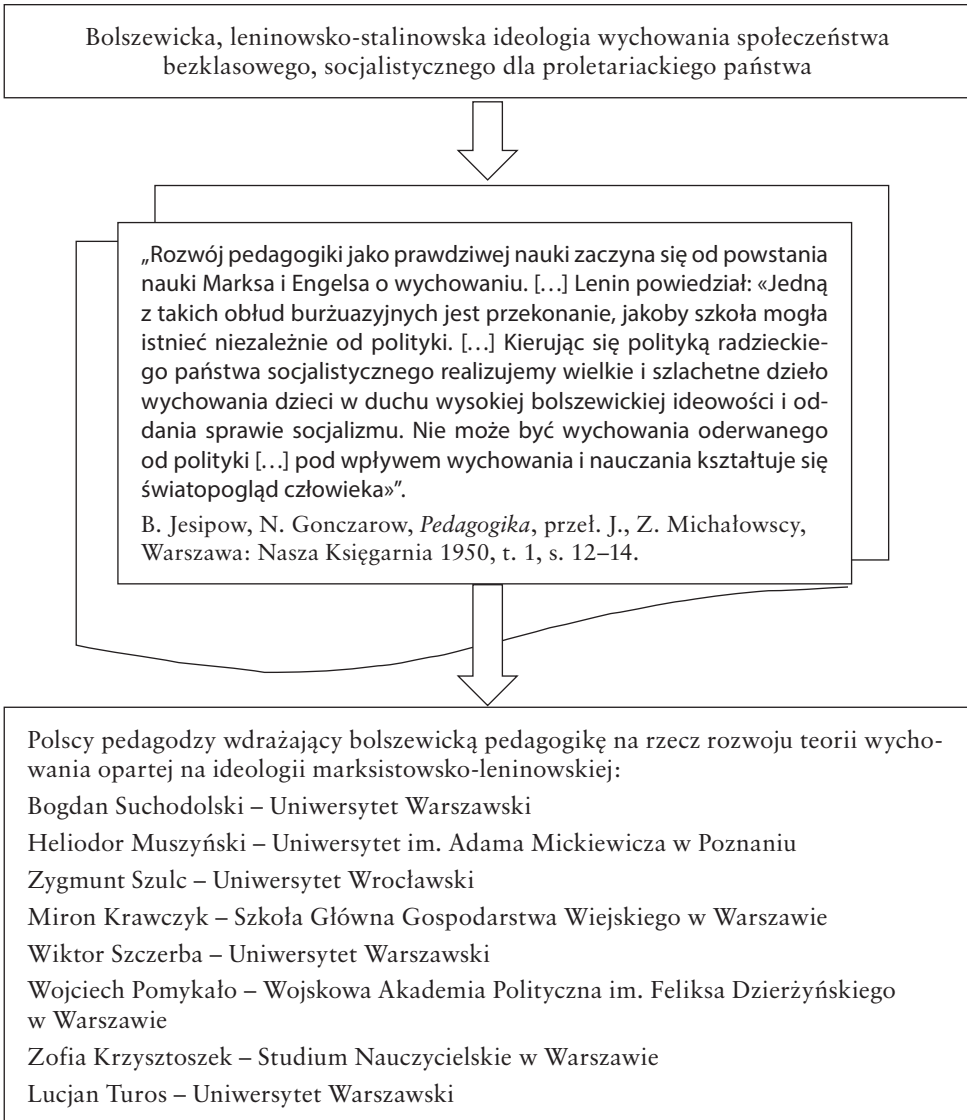 Bolszewicka, leninowsko-stalinowska ideologia wychowania społeczeństwa
bezklasowego, socjalistycznego dla proletariackiego państwa
„Rozwój pedagogiki jako prawdziwej nauki zaczyna się od powstania
nauki Marksa i Engelsa o wychowaniu. […] Lenin powiedział: «Jedną
z takich obłud burżuazyjnych jest przekonanie, jakoby szkoła mogła
istnieć niezależnie od polityki. […] Kierując się polityką radzieckie-
go państwa socjalistycznego realizujemy wielkie i szlachetne dzieło
wychowania dzieci w duchu wysokiej bolszewickiej ideowości i od-
dania sprawie socjalizmu. Nie może być wychowania oderwanego
od polityki […] pod wpływem wychowania i nauczania kształtuje się
światopogląd człowieka»”.
B. Jesipow, N. Gonczarow, Pedagogika, przeł. J., Z. Michałowscy,
Warszawa: Nasza Księgarnia 1950, t. 1, s. 12–14.
Polscy pedagodzy wdrażający bolszewicką pedagogikę na rzecz rozwoju teorii wycho-
wania opartej na ideologii marksistowsko-leninowskiej:
Bogdan Suchodolski – Uniwersytet Warszawski
Heliodor Muszyński – Uniwersytet im. Adama Mickiewicza w Poznaniu
Zygmunt Szulc – Uniwersytet Wrocławski
Miron Krawczyk – Szkoła Główna Gospodarstwa Wiejskiego w Warszawie
Wiktor Szczerba – Uniwersytet Warszawski
Wojciech Pomykało – Wojskowa Akademia Polityczna im. Feliksa Dzierżyńskiego
w Warszawie
Zofia Krzysztoszek – Studium Nauczycielskie w Warszawie
Lucjan Turos – Uniwersytet Warszawski